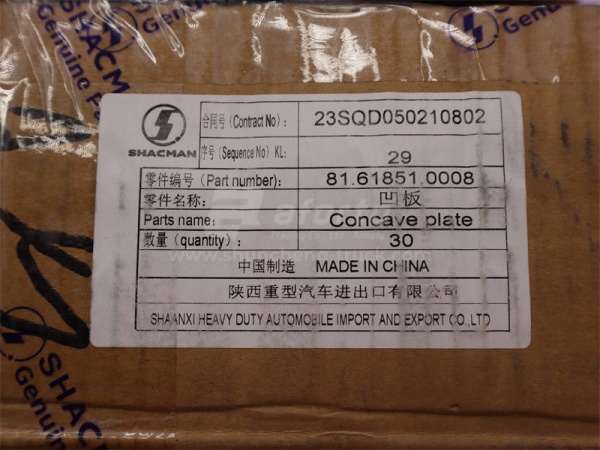 SHACMAN
Genuine Pa
S
Genu
SHACMAN
合同号 (Contract No)： 23SQD050210802
序号 (Sequence No) KL: 29
零件编号 (Part number): 81.61851.0008
零件名称： 凹板
Parts name: Concave plate
数量 (quantity): 30
中国制造 MADE IN CHINA
陕西重型汽车进出口有限公司
SHAANXI HEAVY DUTY AUTOMOBILE IMPORT AND EXPORT CO.,LTD
SHACMAN
Genuine